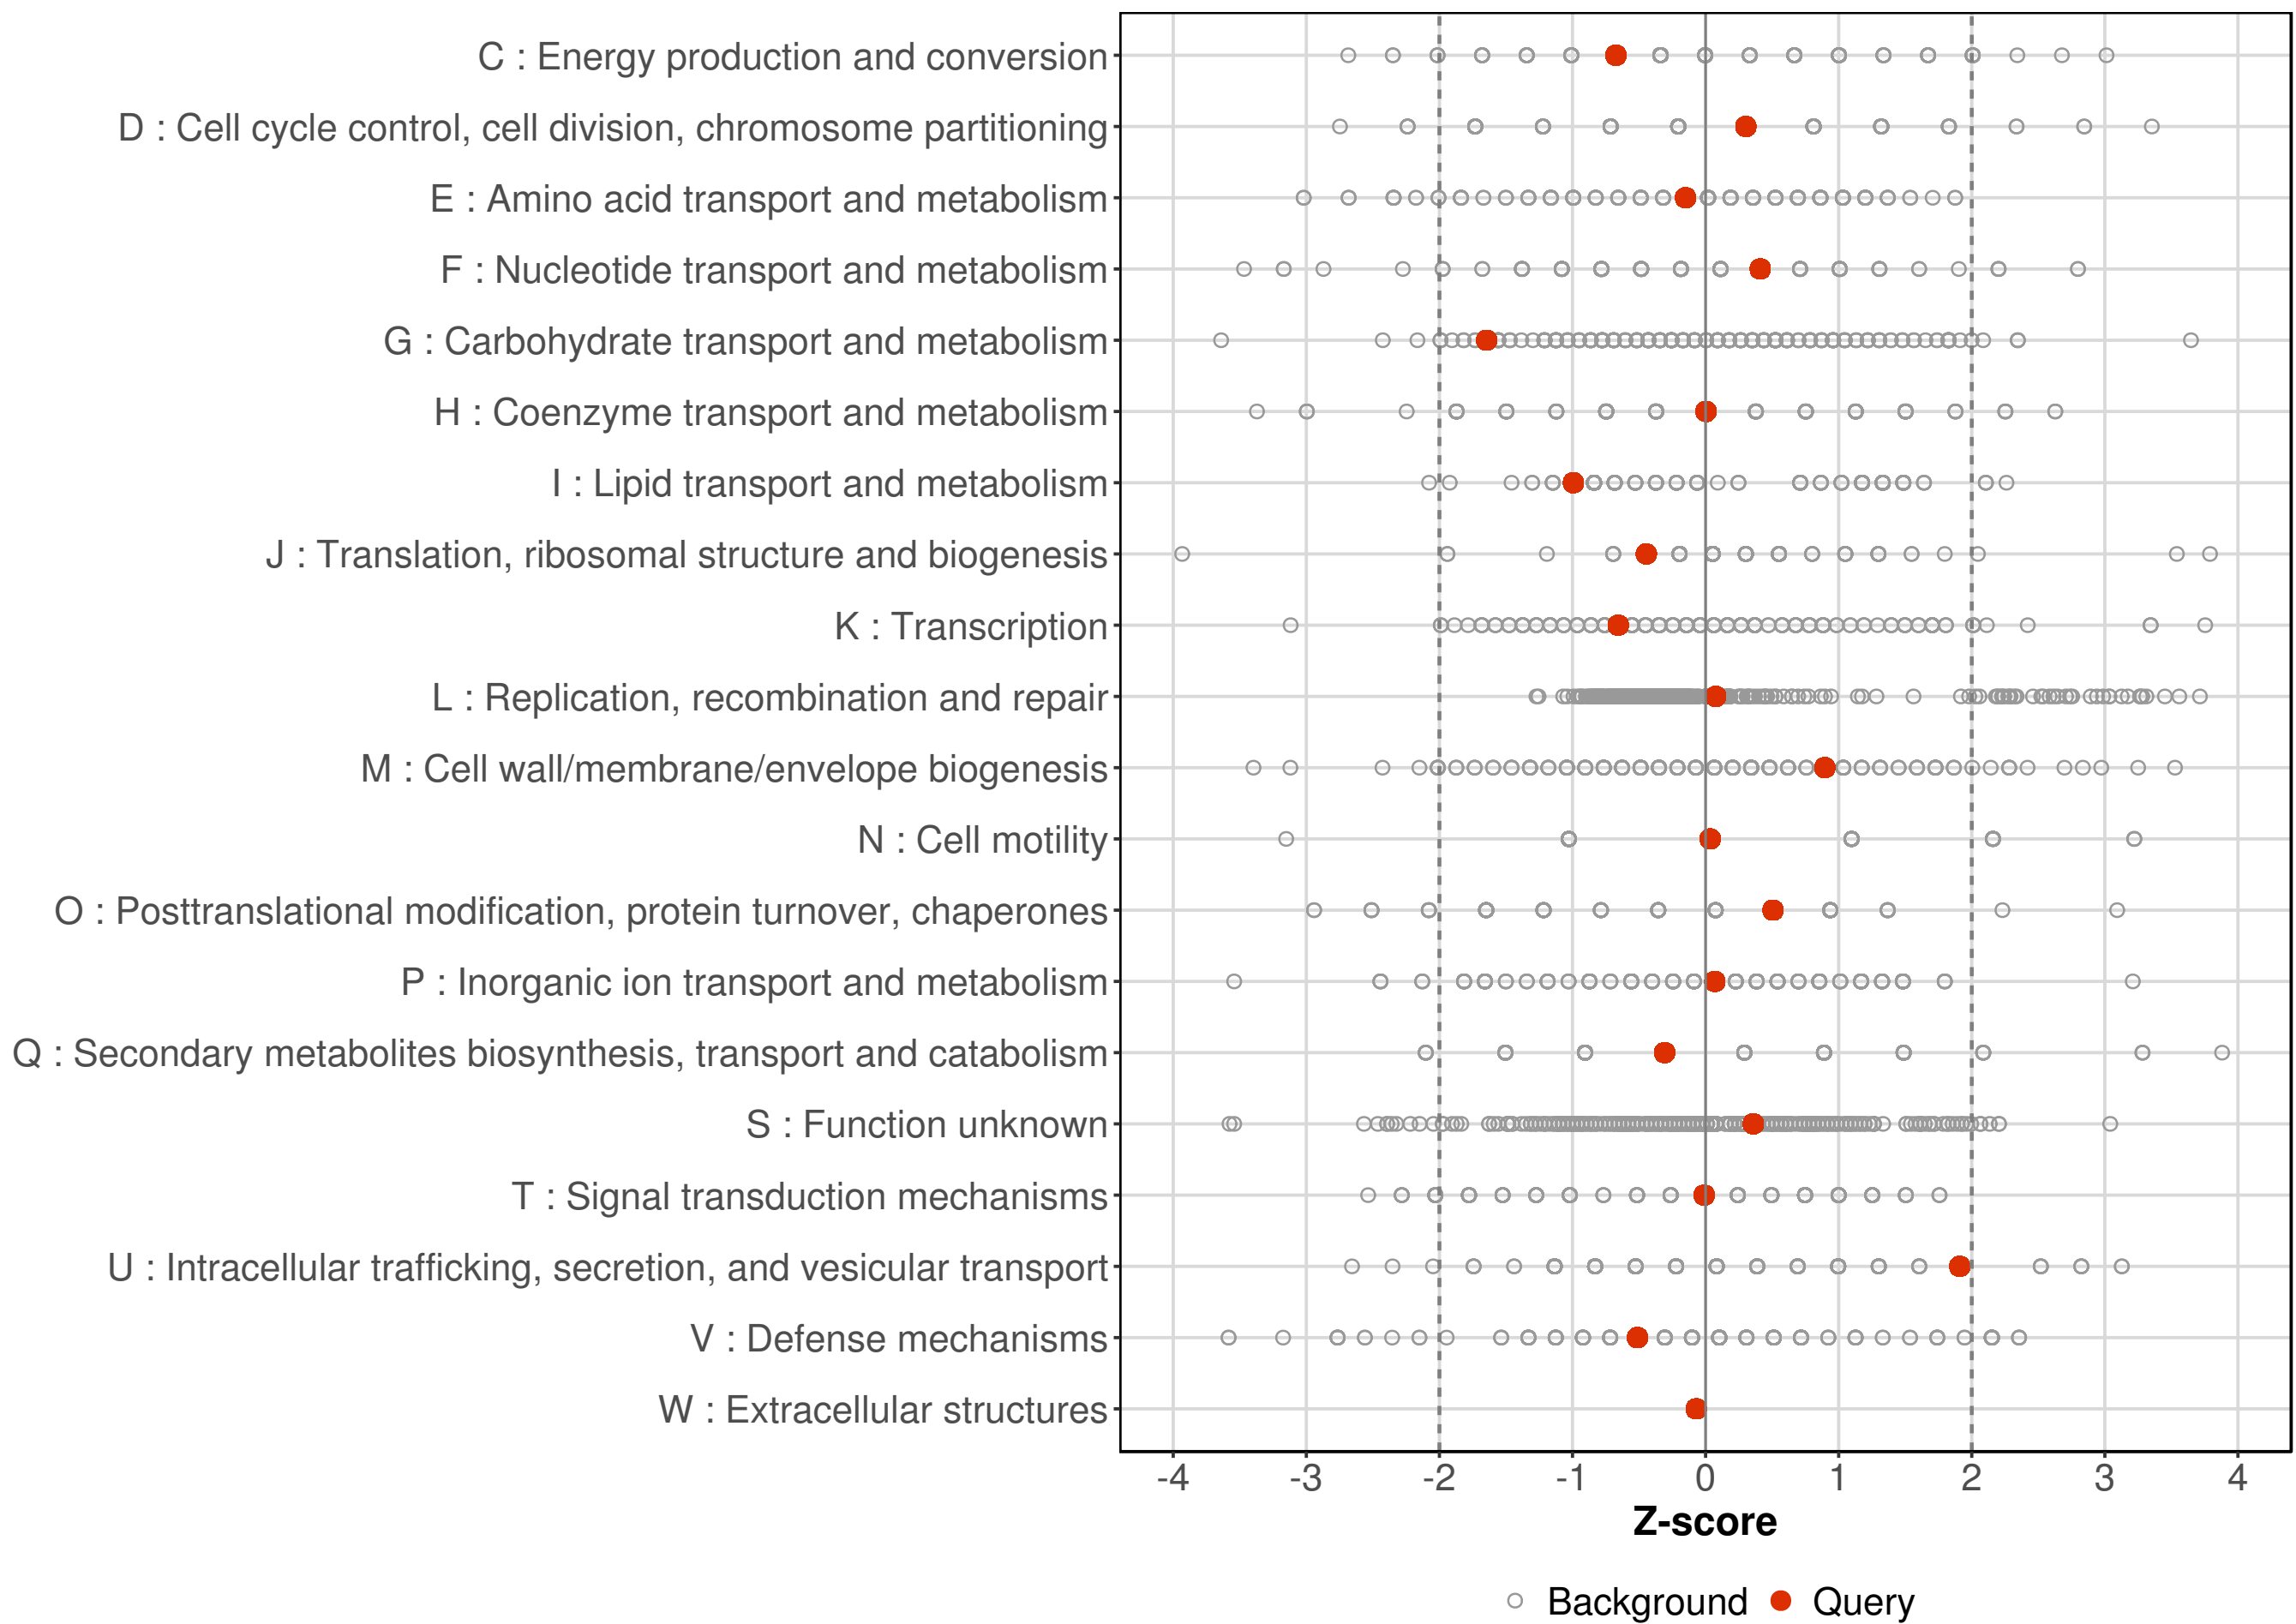 C : Energy production and conversion
D : Cell cycle control, cell division, chromosome partitioning
E : Amino acid transport and metabolism
F : Nucleotide transport and metabolism
G : Carbohydrate transport and metabolism
H : Coenzyme transport and metabolism
I : Lipid transport and metabolism
J : Translation, ribosomal structure and biogenesis
K : Transcription
L : Replication, recombination and repair
M : Cell wall/membrane/envelope biogenesis
N : Cell motility
O : Posttranslational modification, protein turnover, chaperones
P : Inorganic ion transport and metabolism
Q : Secondary metabolites biosynthesis, transport and catabolism
S : Function unknown
T : Signal transduction mechanisms
U : Intracellular trafficking, secretion, and vesicular transport
V : Defense mechanisms
W : Extracellular structures
-4 -3 -2 -1 0 1 2 3 4
Z-score
Background Query